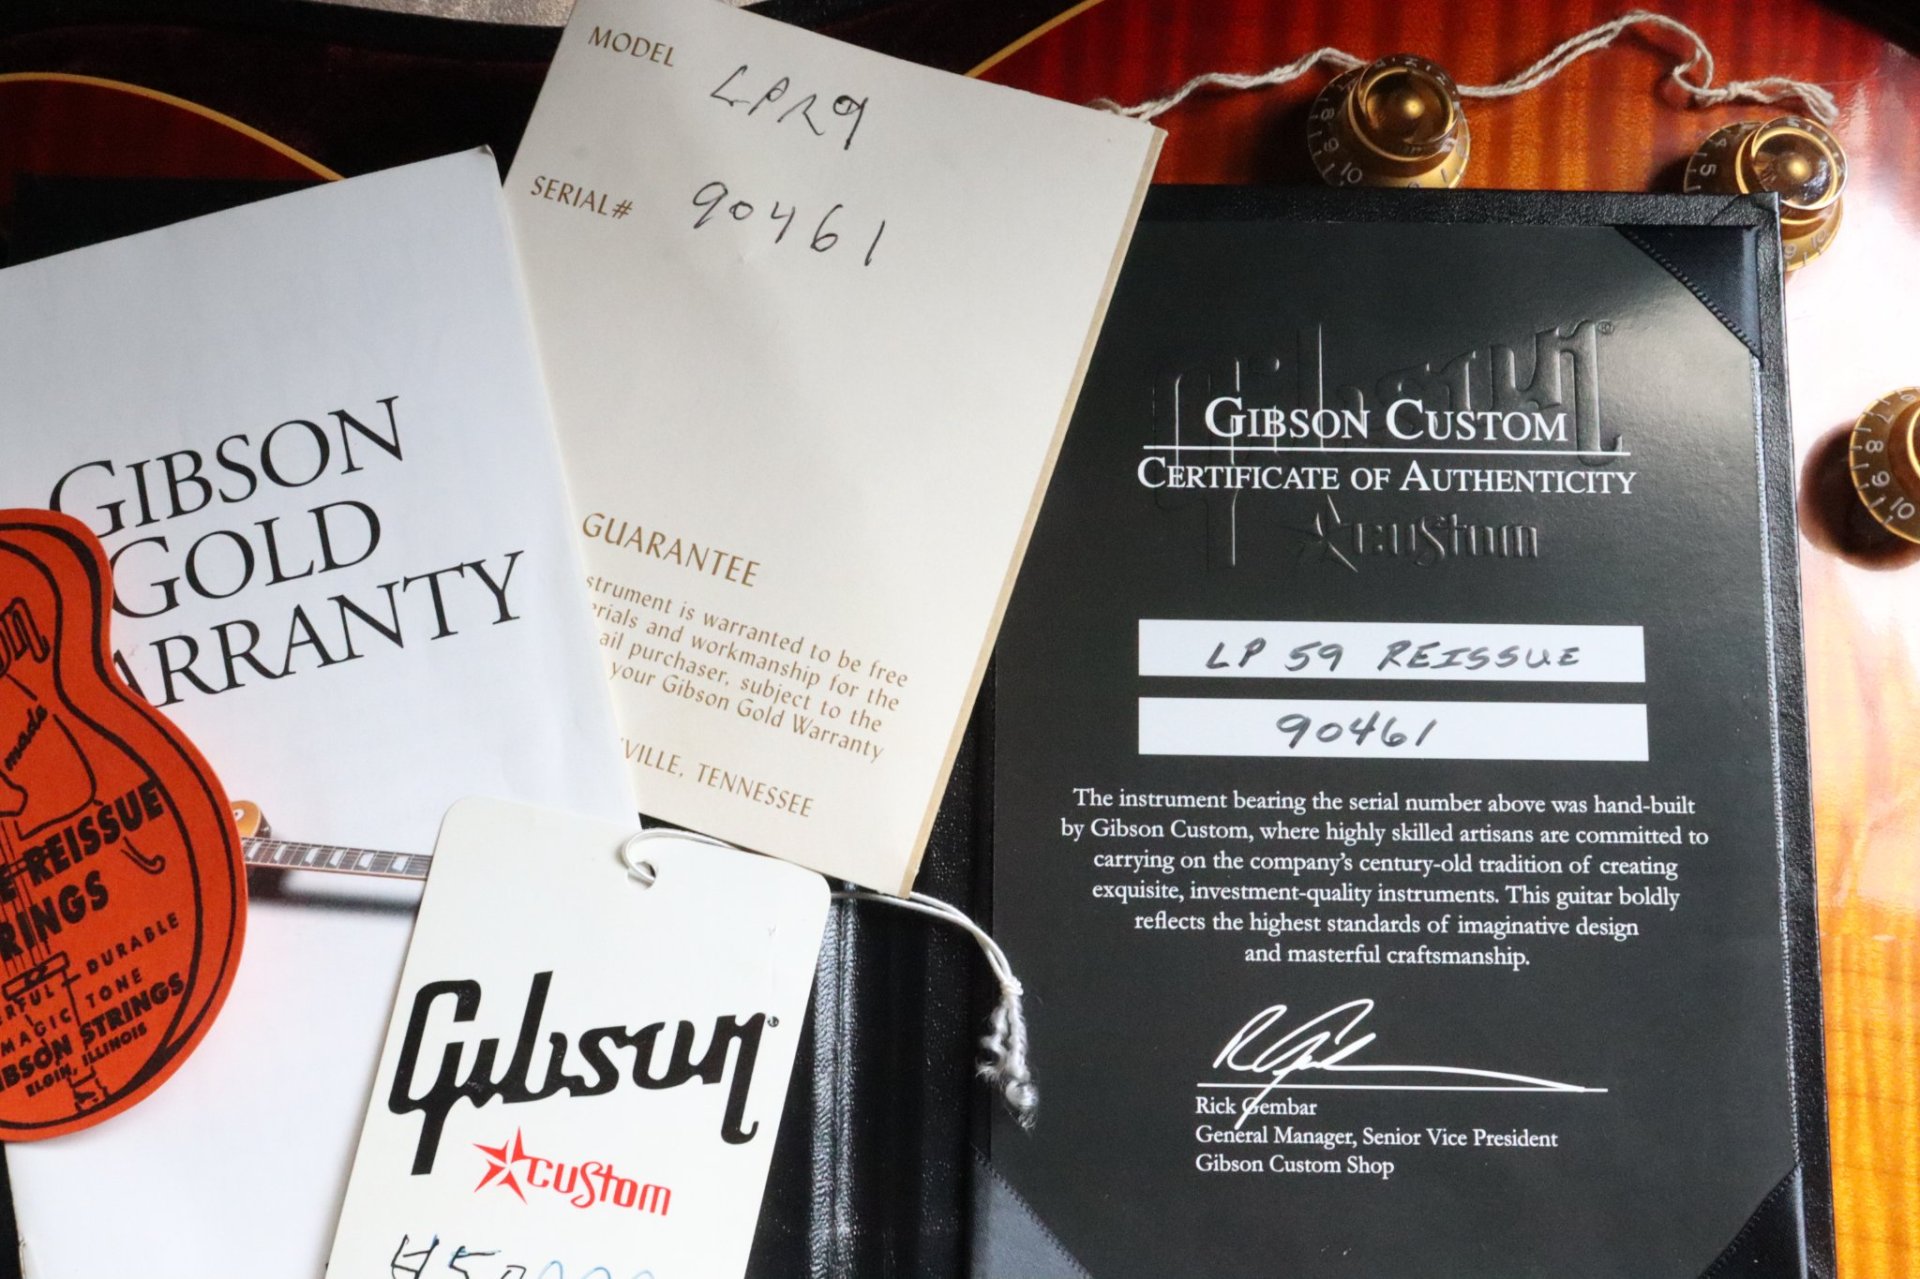 MODEL LPR9
SERIAL# 90461
GUARANTEE
strument is warranted to be free
erials and workmanship for the
ail purchaser, subject to the
your Gibson Gold Warranty
VILLE, TENNESSEE
GIBSON
GOLD
ARRANTY
made
E REISSUE
RINGS
DURABLE
ERFUL TONE
MAGIC
IBSON STRINGS
ELGIN, ILLINOIS
Gibson
Custom
Gibson
GIBSON CUSTOM
CERTIFICATE OF AUTHENTICITY
Custom
LP 59 REISSUE
90461
The instrument bearing the serial number above was hand-built
by Gibson Custom, where highly skilled artisans are committed to
carrying on the company's century-old tradition of creating
exquisite, investment-quality instruments. This guitar boldly
reflects the highest standards of imaginative design
and masterful craftsmanship.
Rick Gembar
General Manager, Senior Vice President
Gibson Custom Shop